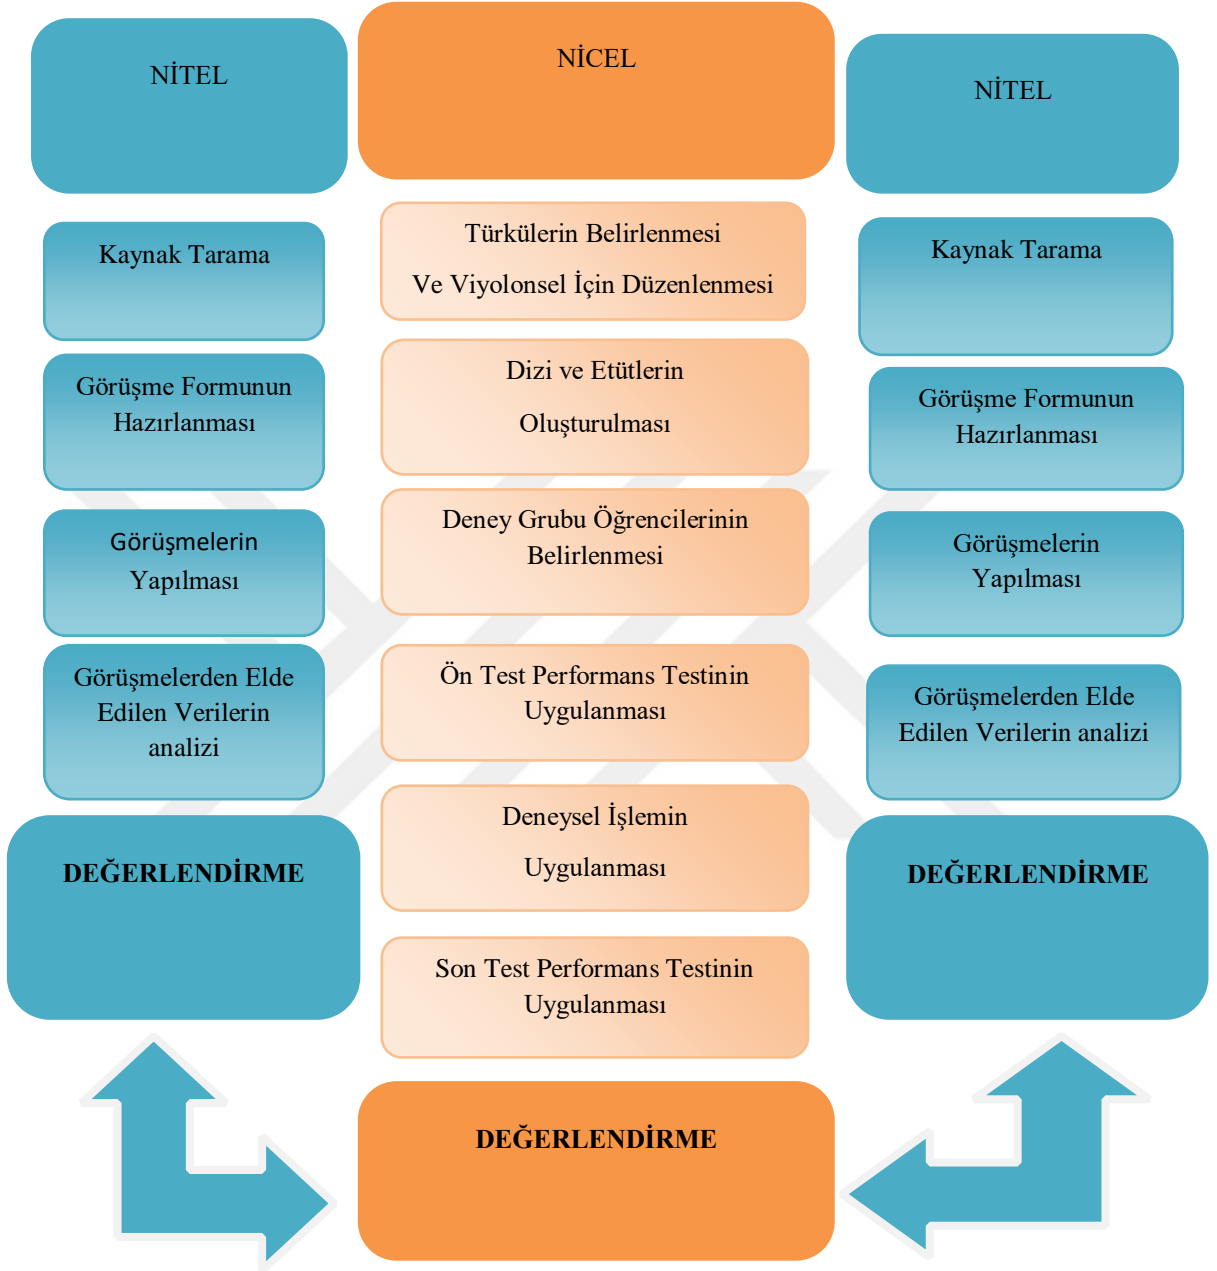 NİTEL
Kaynak Tarama
Görüşme Formunun
Hazırlanması
Görüşmelerin
Yapılması
Görüşmelerden Elde
Edilen Verilerin
analizi
DEĞERLENDİRME
NİCEL
Türkülerin Belirlenmesi
Ve Viyolonsel İçin Düzenlenmesi
Dizi ve Etütlerin
Oluşturulması
Deney Grubu Öğrencilerinin
Belirlenmesi
Ön Test Performans Testinin
Uygulanması
Deneysel İşlemin
Uygulanması
Son Test Performans Testinin
Uygulanması
DEĞERLENDİRME
NİTEL
Kaynak Tarama
Görüşme Formunun
Hazırlanması
Görüşmelerin
Yapılması
Görüşmelerden Elde
Edilen Verilerin analizi
DEĞERLENDİRME